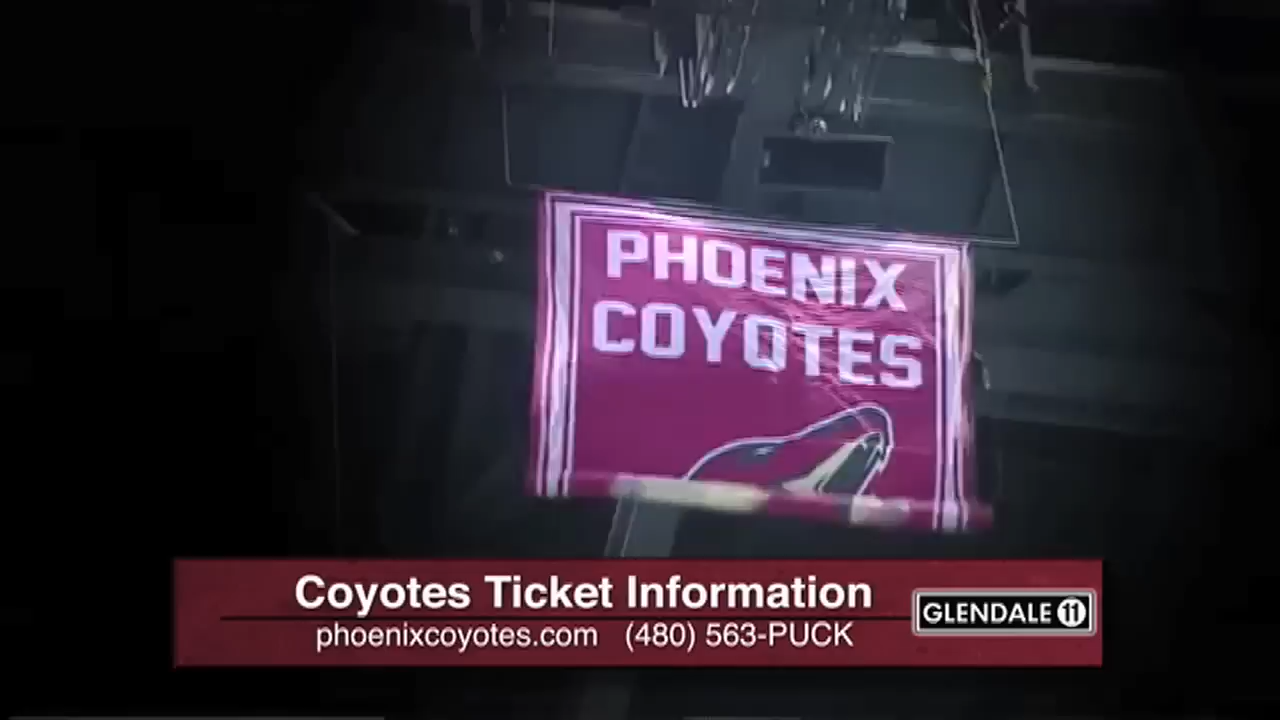 PHOENIX
COYOTES
Coyotes Ticket Information
phoenixcoyotes.com (480) 563-PUCK
GLENDALE 11